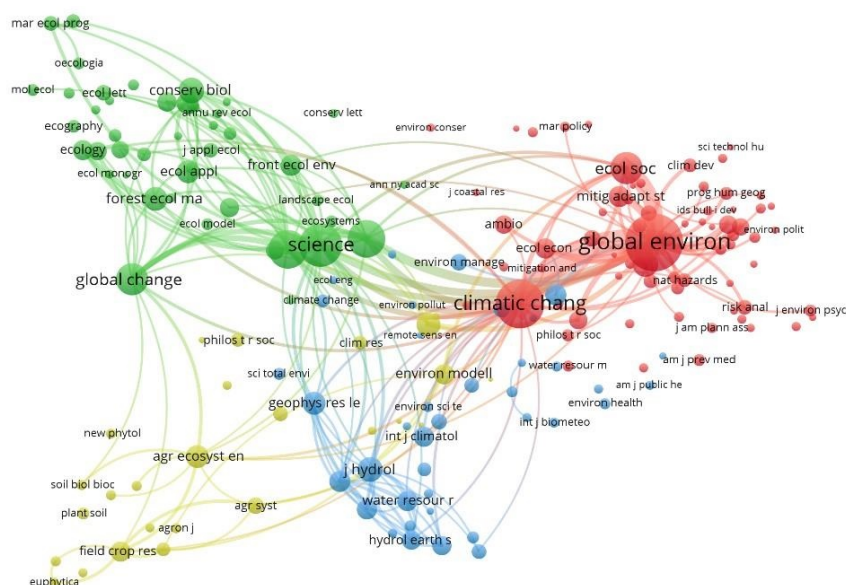 mar ecol prog
oecologia
mol ecol
ecol lett
conserv biol
annu rev ecol
conserv lett
ecography
environ conser
mar policy
ecology
j appl ecol
sci technol hu
ecol monogr
ecol appl
front ecol env
ecol soc
clim dev
ann ny acad sc
j coastal res
mitig adapt st
prog hum geog
forest ecol ma
landscape ecol
ids bull-i dev
ecol model
ecosystems
ambio
environ polit
science
ecol econ
global environ
environ manage
mitigation and
global change
ecol eng
nat hazards
climate change
environ pollut
climatic chang
risk anal
j environ psyc
philos t r soc
clim res
remote sens en
philos t r soc
j am plann ass
sci total envi
environ modell
water resour m
am j prev med
am j public he
geophys res le
environ sci te
environ health
int j biometeo
new phytol
int j climatol
agr ecosyst en
j hydrol
soil biol bioc
plant soil
agr syst
water resour r
agron j
field crop res
hydrol earth s
euphytica